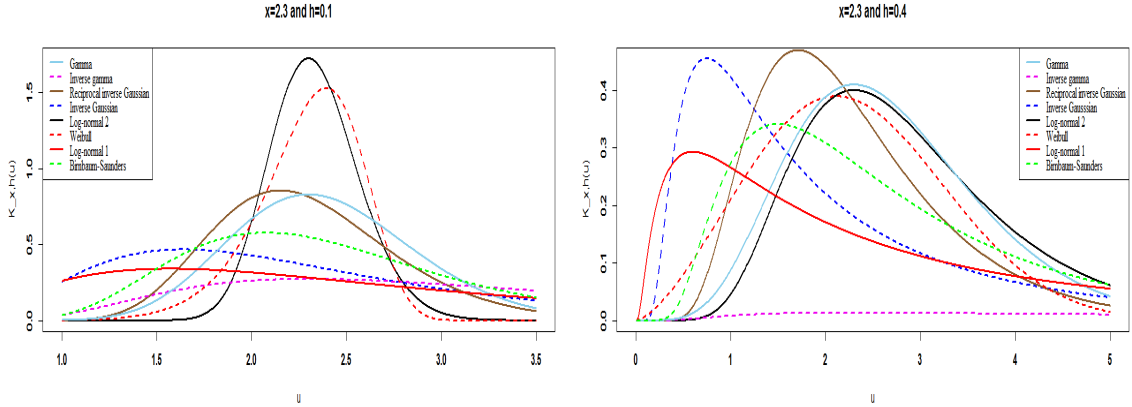 x=2.3 and h=0.1
K_x,h(u)
0.0
0.5
1.0
1.5
Gamma
Inverse gamma
Reciprocal inverse Gaussian
Inverse Gaussian
Log-normal 2
Weibull
Log-normal 1
Birnbaum-Saunders
1.0
1.5
2.0
2.5
3.0
3.5
u
x=2.3 and h=0.4
K_x,h(u)
0.0
0.1
0.2
0.3
0.4
Gamma
Inverse gamma
Reciprocal inverse Gaussian
Inverse Gausssian
Log-normal 2
Weibull
Log-normal 1
Birnbaum-Saunders
0
1
2
3
4
5
u